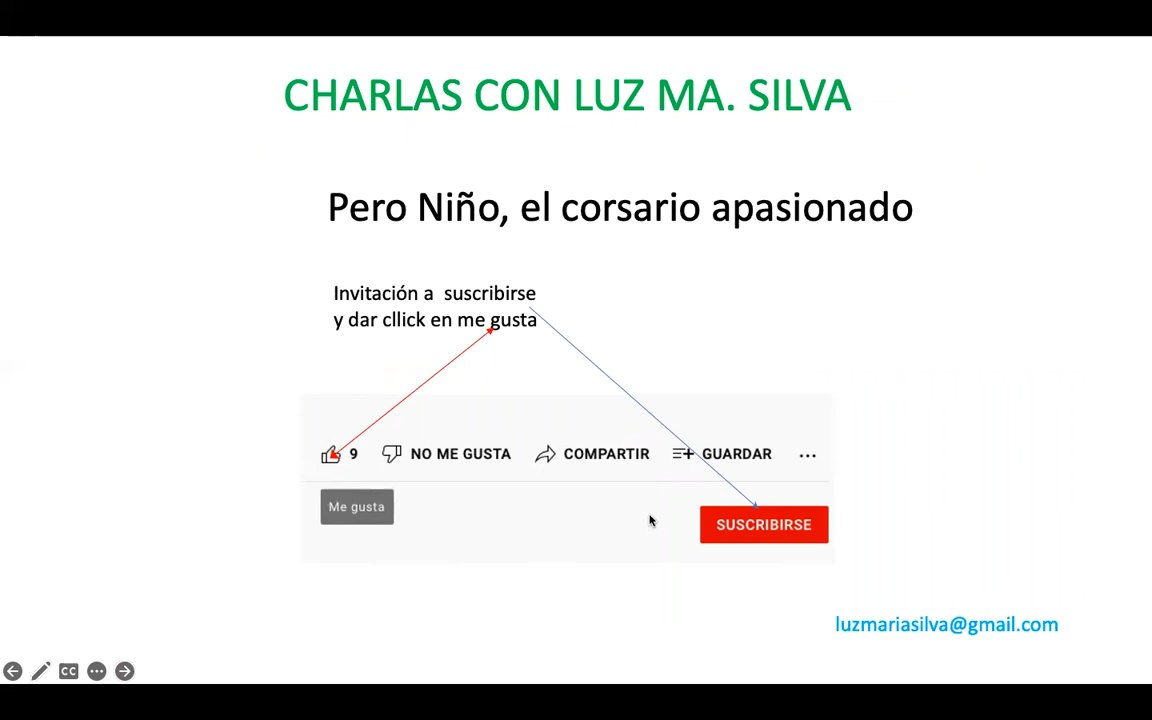 CHARLAS CON LUZ MA. SILVA
Pero Niño, el corsario apasionado
Invitación a  suscribirse
y dar cllick en me gusta
9 NO ME GUSTA COMPARTIR GUARDAR ...
Me gusta
SUSCRIBIRSE
luzmariasilva@gmail.com
CC